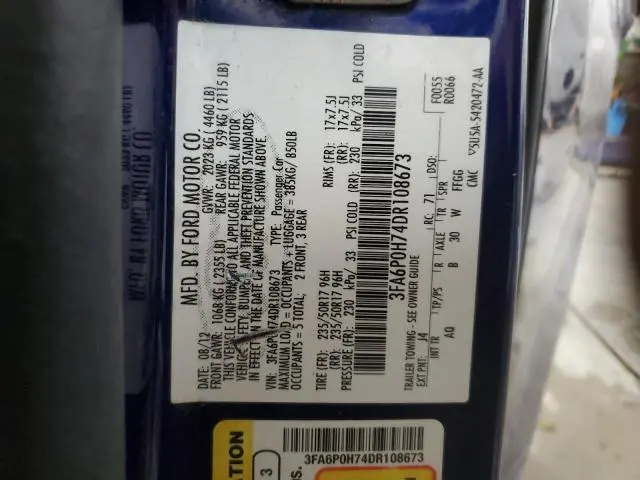 MFD. BY FORD MOTOR CO.
DATE: 08/12 GVWR: 2023 KG ( 4460 LB)
FRONT GAWR: 1068 KG ( 2355 LB) REAR GAWR: 959 KG ( 2115 LB)
THIS VEHICLE CONFORMS TO ALL APPLICABLE FEDERAL MOTOR
VEHICLE SAFETY, BUMPER, AND THEFT PREVENTION STANDARDS
IN EFFECT ON THE DATE OF MANUFACTURE SHOWN ABOVE.
VIN: 3FA6P0H74DR108673 TYPE: Passenger Car
MAXIMUM LOAD = OCCUPANTS + LUGGAGE = 385KG/ 850LB
OCCUPANTS = 5 TOTAL; 2 FRONT, 3 REAR
TIRE (FR): 235/50R17 96H RIMS (FR): 17x7.5J
(RR): 235/50R17 96H (RR): 17x7.5J
PRESSURE (FR): 230 kPa/ 33 PSI COLD (RR): 230 kPa/ 33 PSI COLD
3FA6P0H74DR108673
TRAILER TOWING - SEE OWNER GUIDE
EXT PNT: J4 RC: 71 DSO: F0055
R0066
INT TR TP/PS R AXLE TR SPR
AQ B 30 W FFGG CMC V5U5A-5420472-AA
3FA6P0H74DR108673
ATION
3
ns.